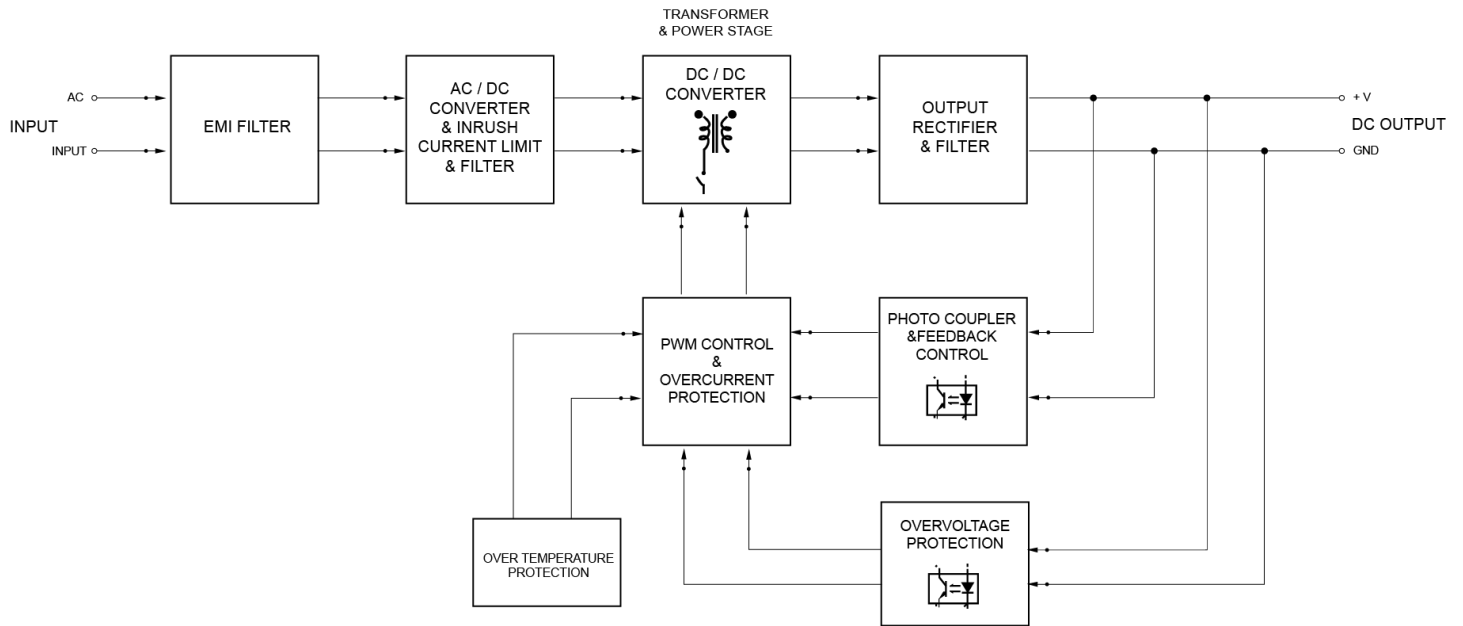 TRANSFORMER
& POWER STAGE
INPUT
AC
INPUT
EMI FILTER
AC / DC
CONVERTER
& INRUSH
CURRENT LIMIT
& FILTER
DC / DC
CONVERTER
OUTPUT
RECTIFIER
& FILTER
+ V
DC OUTPUT
GND
PWM CONTROL
&
OVERCURRENT
PROTECTION
PHOTO COUPLER
&FEEDBACK
CONTROL
OVER TEMPERATURE
PROTECTION
OVERVOLTAGE
PROTECTION